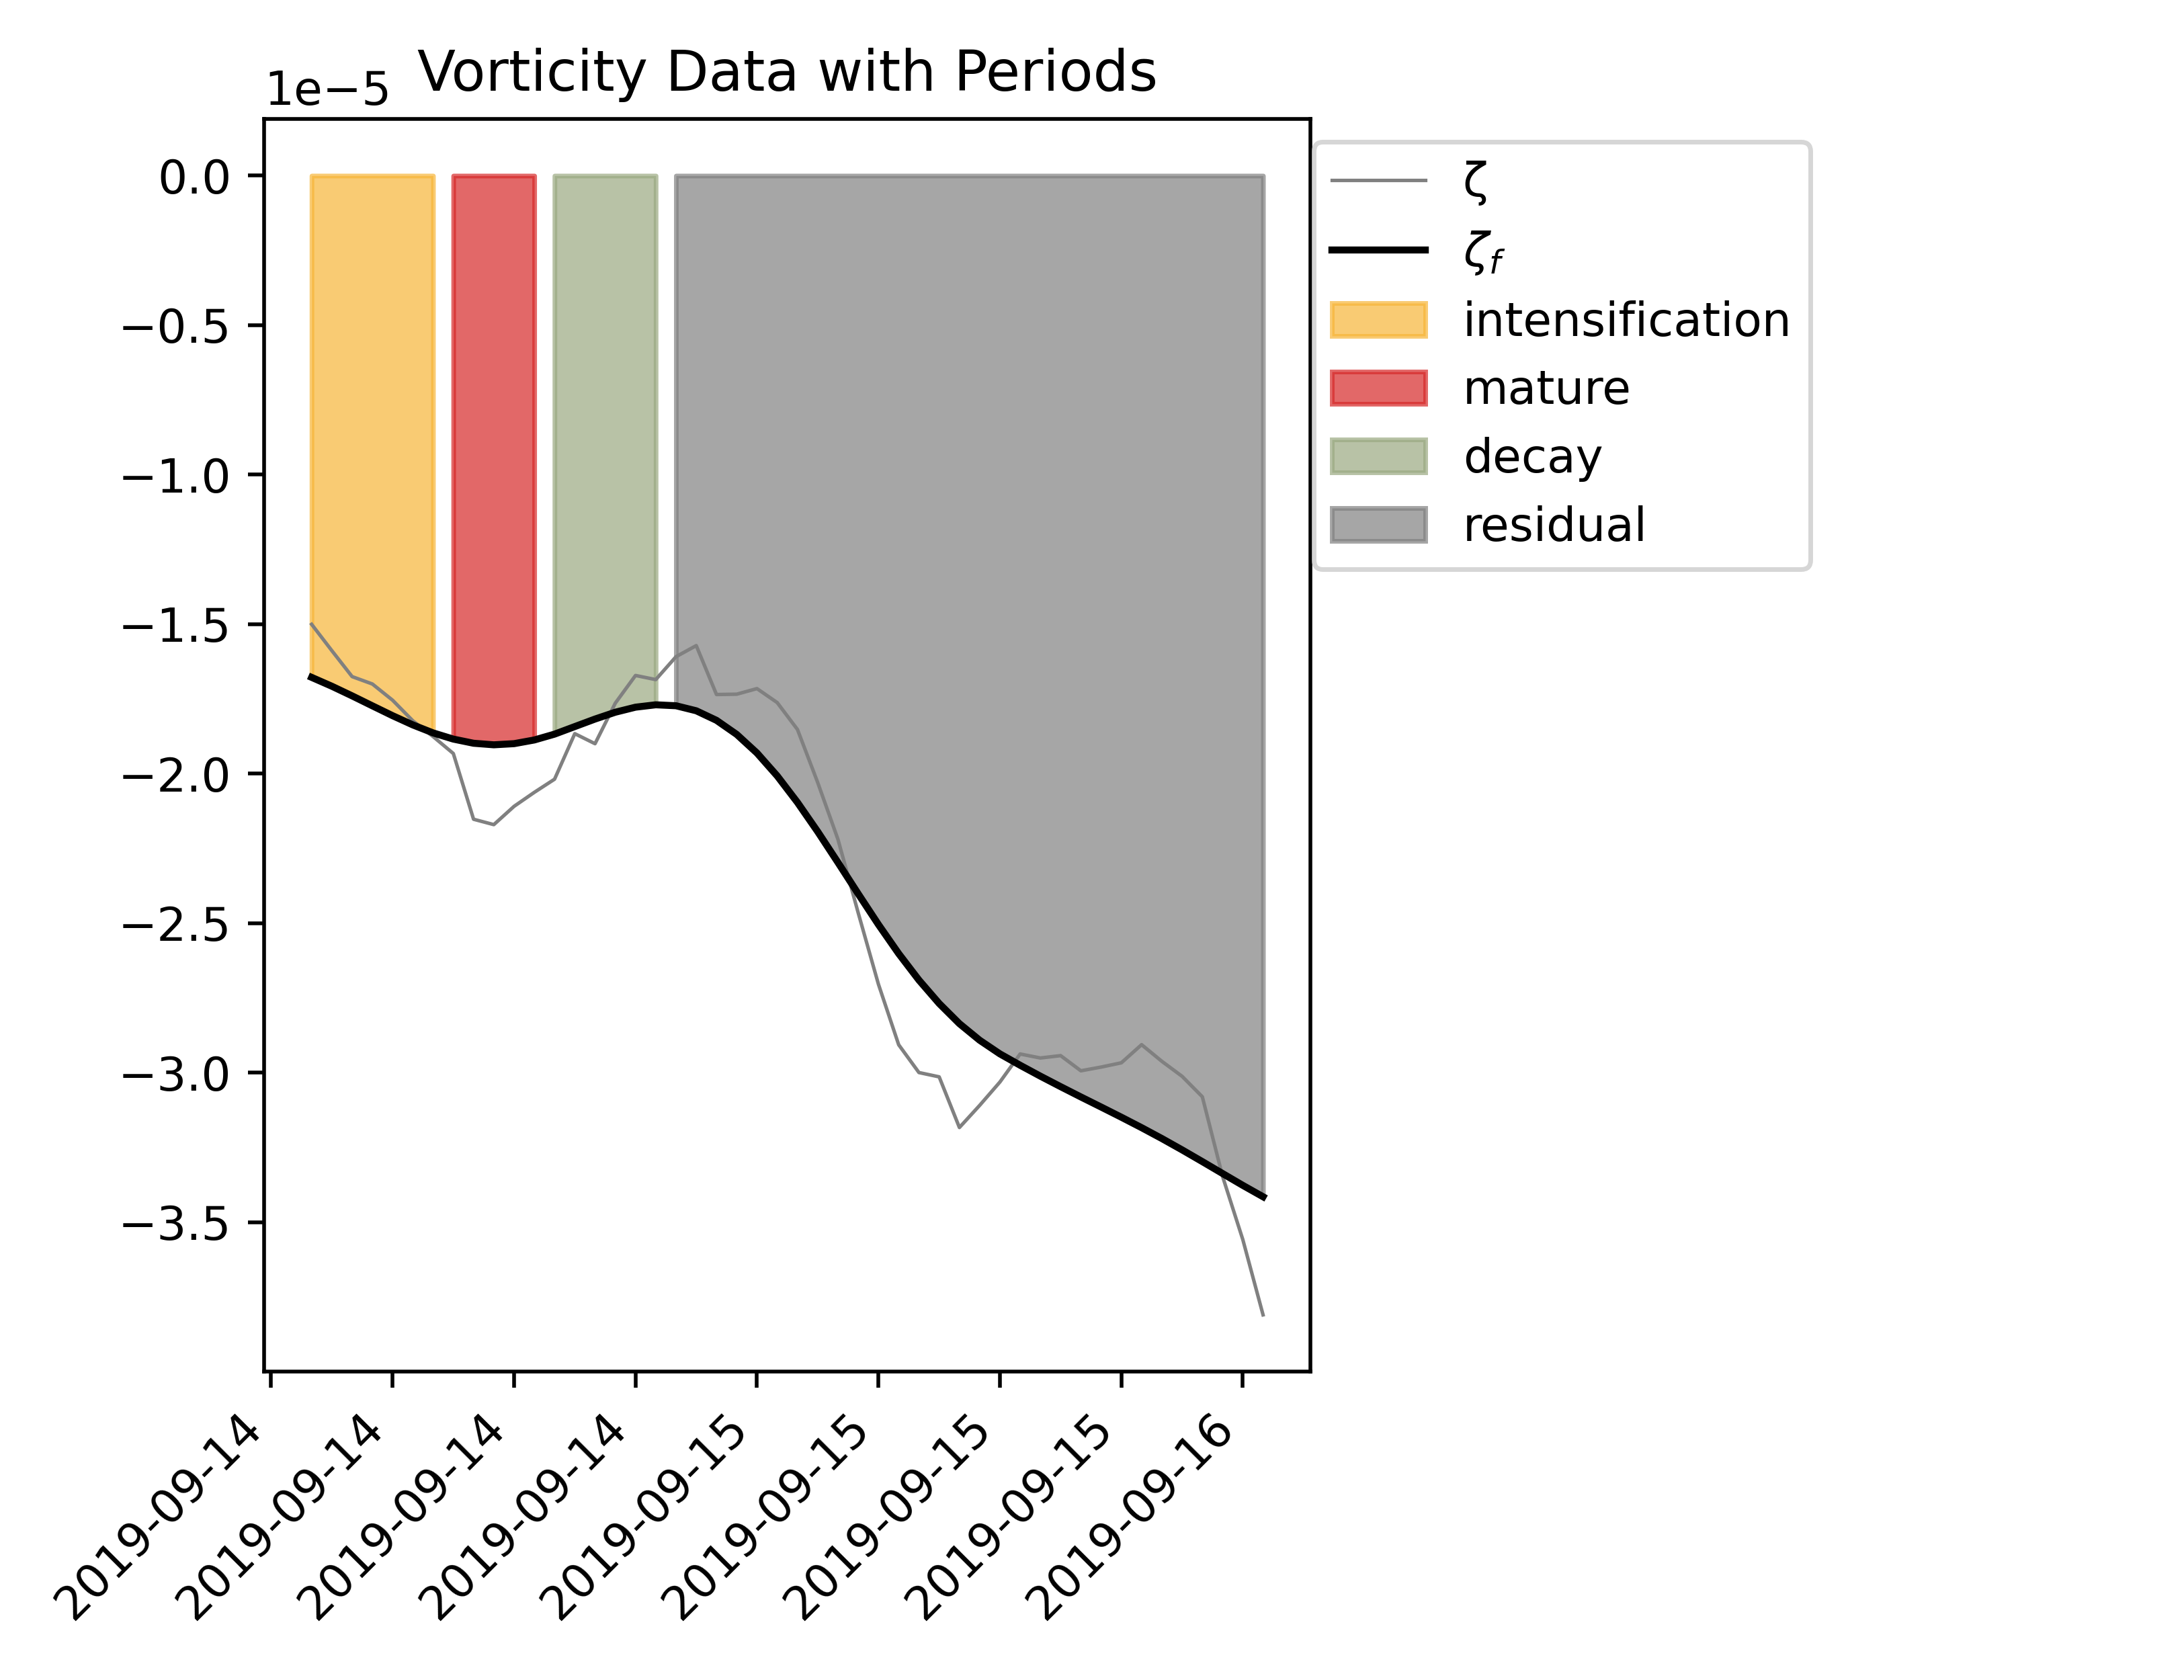 Vorticity Data with Periods
1e−5
0.0
−0.5
−1.0
−1.5
−2.0
−2.5
−3.0
−3.5
2019-09-14
2019-09-14
2019-09-14
2019-09-14
2019-09-15
2019-09-15
2019-09-15
2019-09-15
2019-09-16
ζ
ζf
intensification
mature
decay
residual